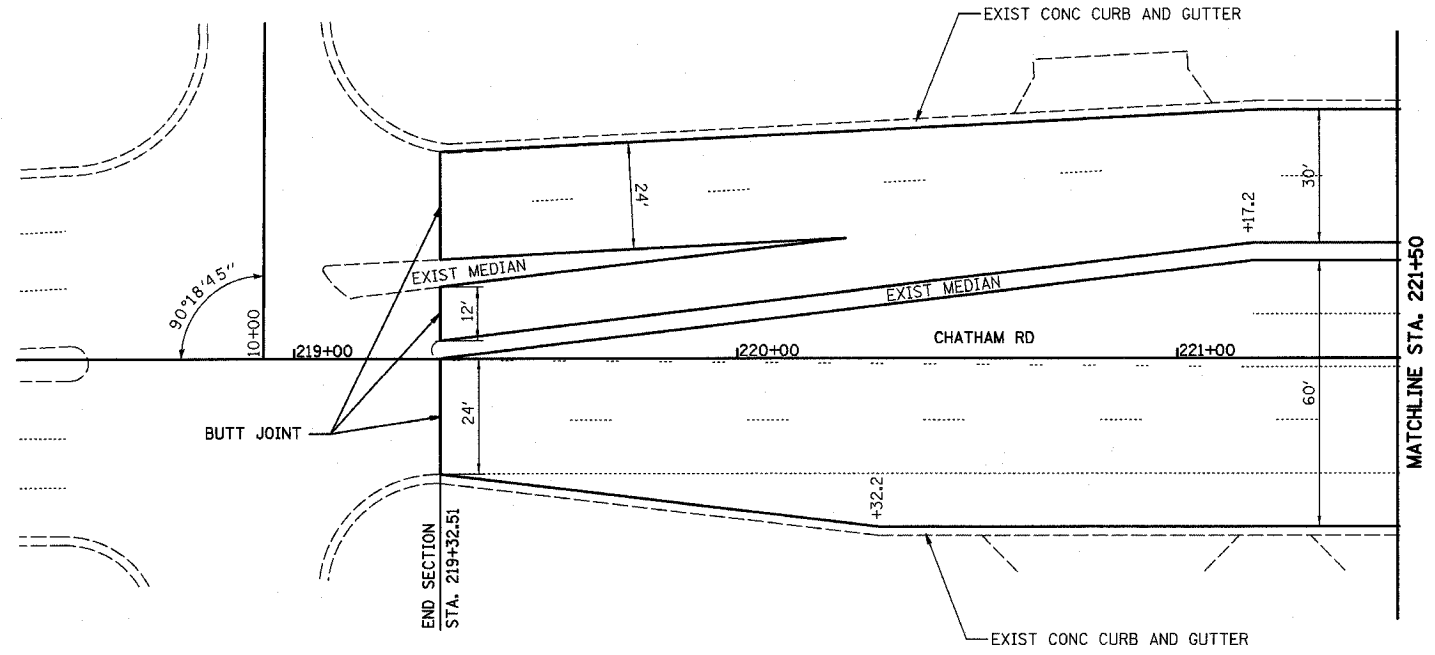 EXIST CONC CURB AND GUTTER
24'
30'
+17.2
90°18'45"
10+00
EXIST MEDIAN
12'
EXIST MEDIAN
219+00
220+00
CHATHAM RD
221+00
MATCHLINE STA. 221+50
BUTT JOINT
24'
60'
+32.2
END SECTION
STA. 219+32.51
EXIST CONC CURB AND GUTTER